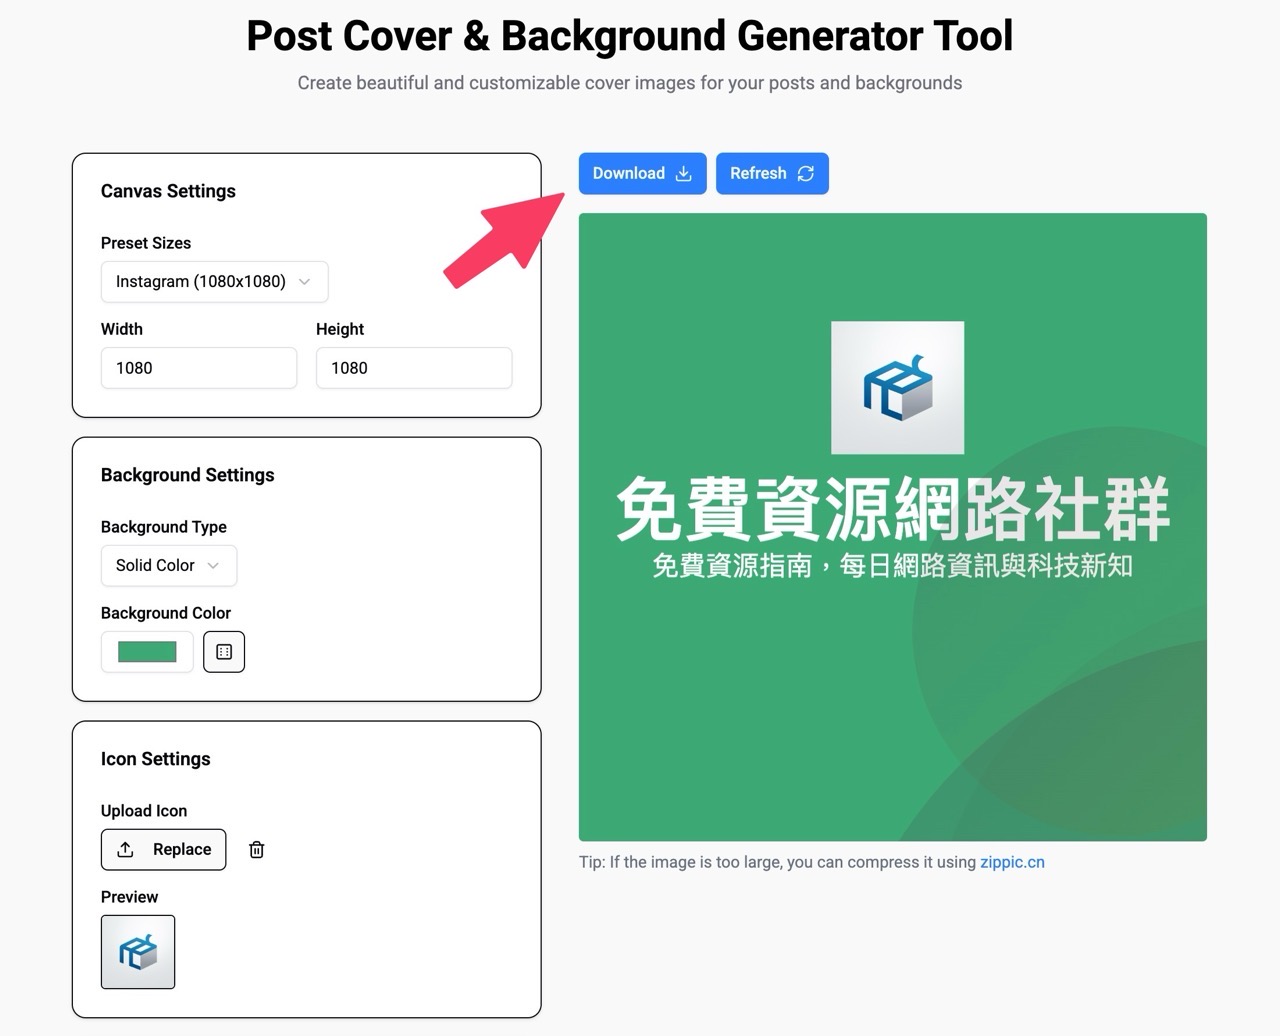 Post Cover & Background Generator Tool
Create beautiful and customizable cover images for your posts and backgrounds
Canvas Settings
Preset Sizes
Instagram (1080x1080)
Width
Height
1080
1080
Background Settings
Background Type
Solid Color
Background Color
Icon Settings
Upload Icon
Replace
Preview
Download
Refresh
免費資源網路社群
免費資源指南，每日網路資訊與科技新知
Tip: If the image is too large, you can compress it using zippic.cn